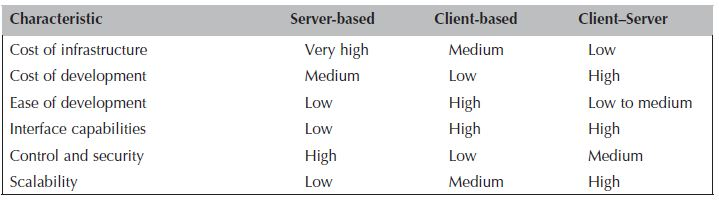 Characteristic Server-based Client-based Client–Server
Cost of infrastructure Very high Medium Low
Cost of development Medium Low High
Ease of development Low High Low to medium
Interface capabilities Low High High
Control and security High Low Medium
Scalability Low Medium High